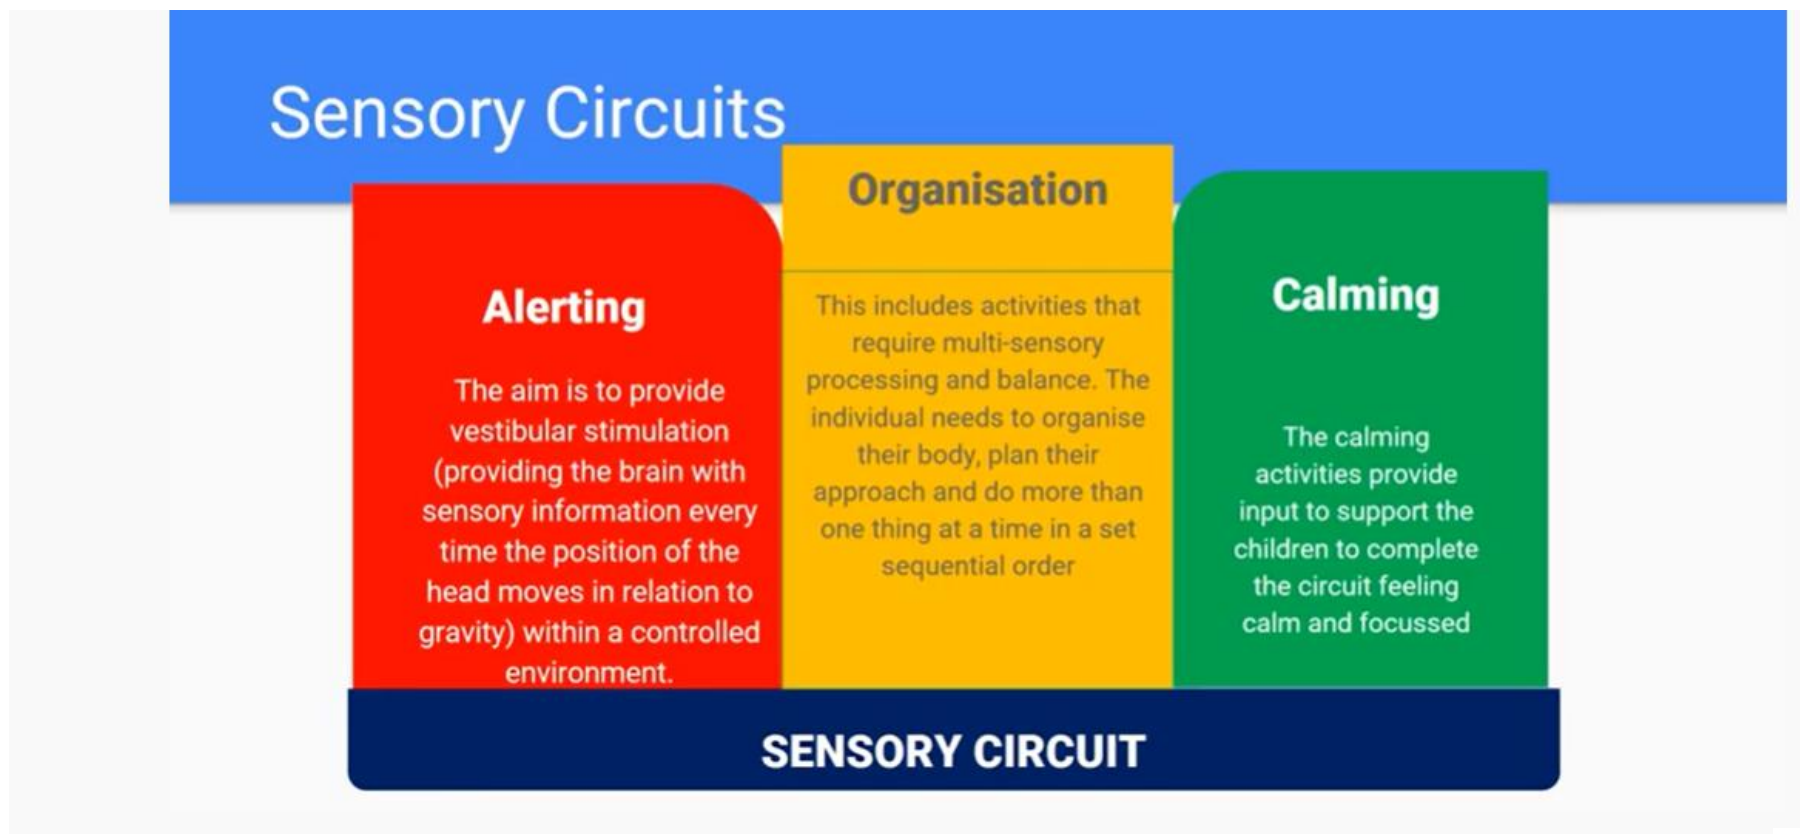 Sensory Circuits
Alerting
The aim is to provide
vestibular stimulation
(providing the brain with
sensory information every
time the position of the
head moves in relation to
gravity) within a controlled
environment.
Organisation
This includes activities that
require multi-sensory
processing and balance. The
individual needs to organise
their body, plan their
approach and do more than
one thing at a time in a set
sequential order
Calming
The calming
activities provide
input to support the
children to complete
the circuit feeling
calm and focussed
SENSORY CIRCUIT